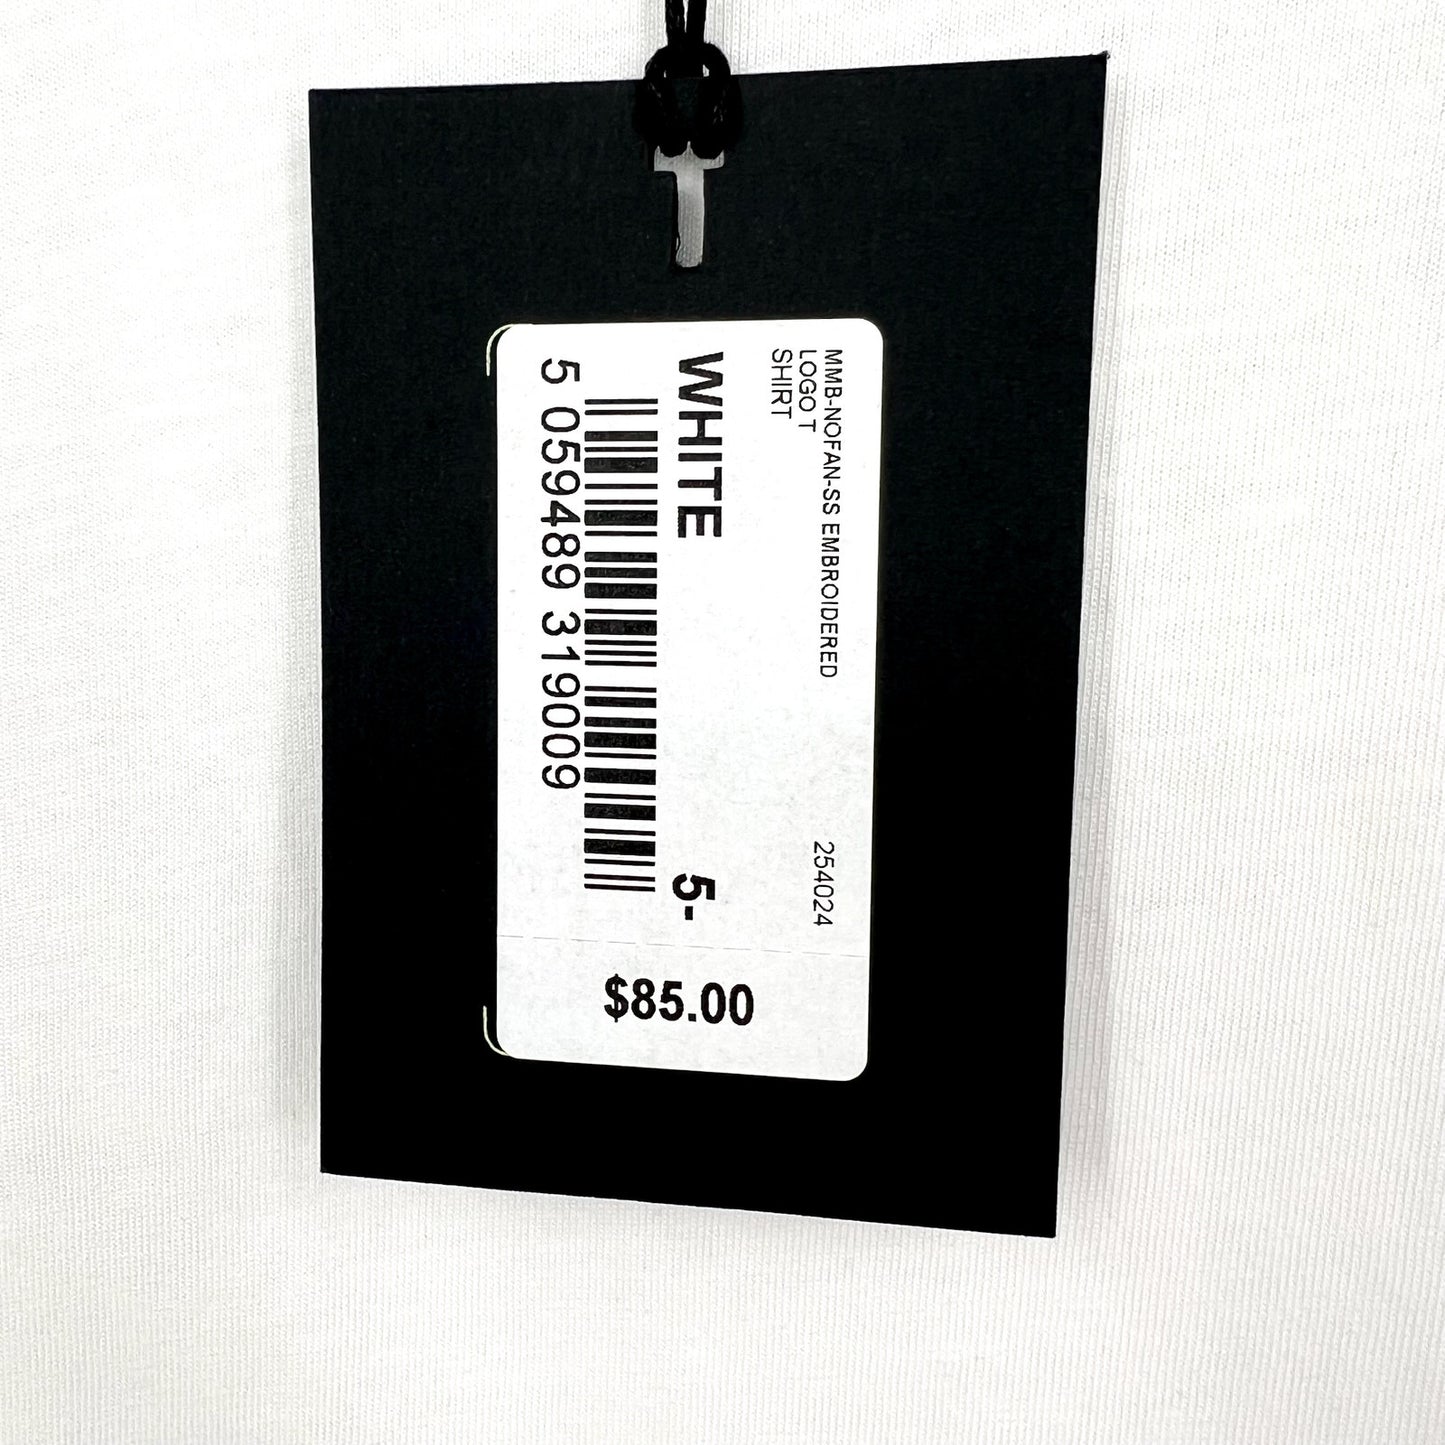 MMB-NOFAN-SS EMBROIDERED
LOGO T
SHIRT
254024
WHITE
5-
5 059489 319009
$85.00